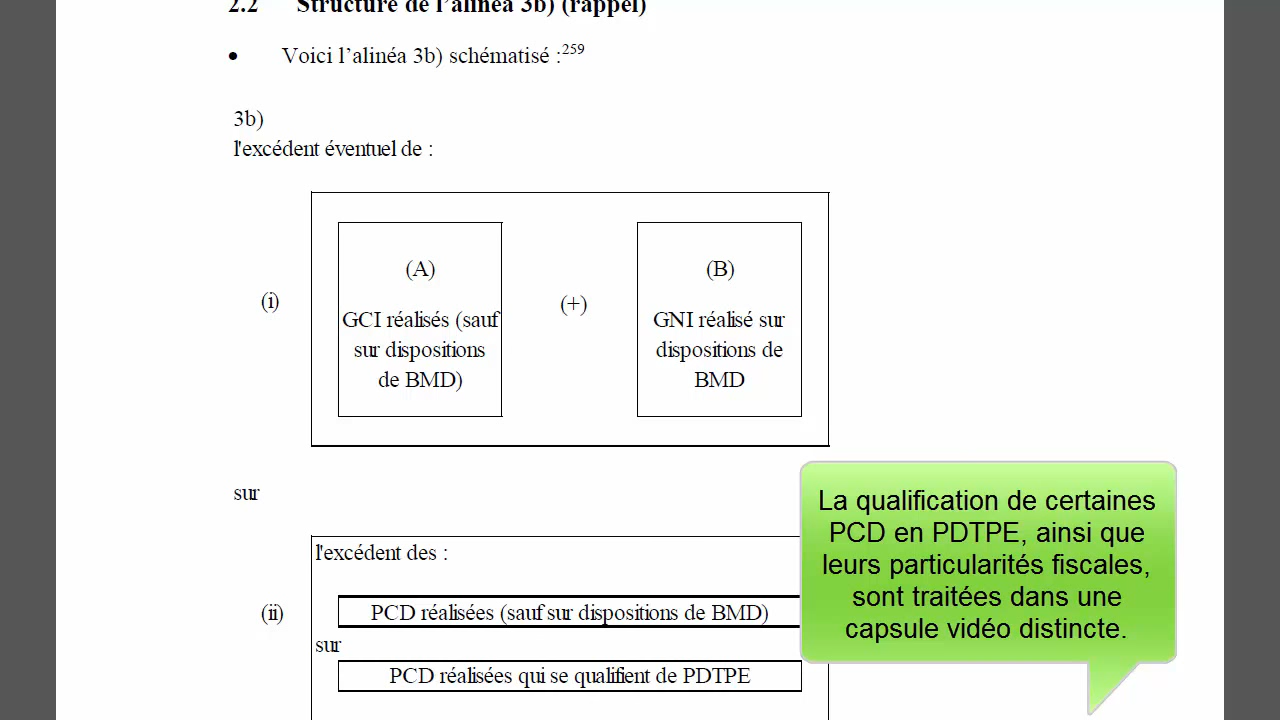 2.2 Structure de l'alinéa 3b) (rappel)
• Voici l'alinéa 3b) schématisé :259
3b)
l'excédent éventuel de :
(i)
(A)
GCI réalisés (sauf
sur dispositions
de BMD)
(+)
(B)
GNI réalisé sur
dispositions de
BMD
sur
l'excédent des :
(ii)
PCD réalisées (sauf sur dispositions de BMD)
sur
PCD réalisées qui se qualifient de PDTPE
La qualification de certaines
PCD en PDTPE, ainsi que
leurs particularités fiscales,
sont traitées dans une
capsule vidéo distincte.